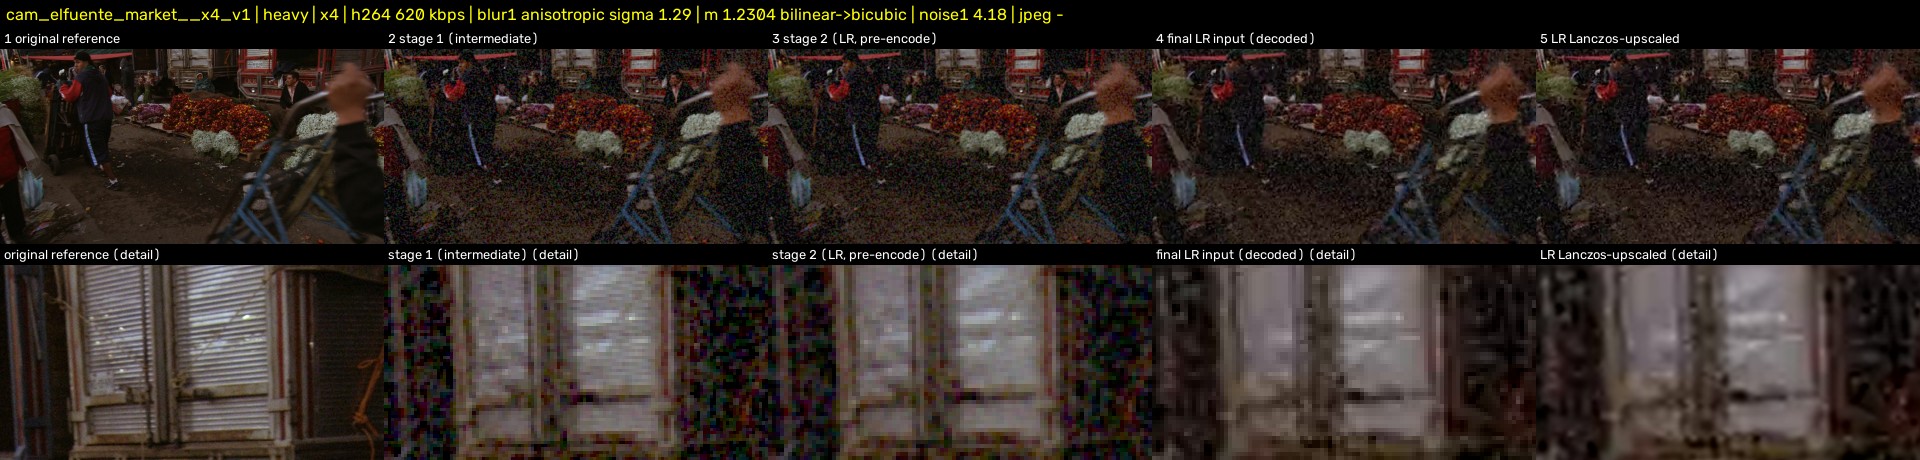 cam_elfuente_market__x4_v1 | heavy | x4 | h264 620 kbps | blur1 anisotropic sigma 1.29 | m 1.2304 bilinear->bicubic | noise1 4.18 | jpeg -
1 original reference
2 stage 1 (intermediate)
3 stage 2 (LR, pre-encode)
4 final LR input (decoded)
5 LR Lanczos-upscaled
original reference (detail)
stage 1 (intermediate) (detail)
stage 2 (LR, pre-encode) (detail)
final LR input (decoded) (detail)
LR Lanczos-upscaled (detail)